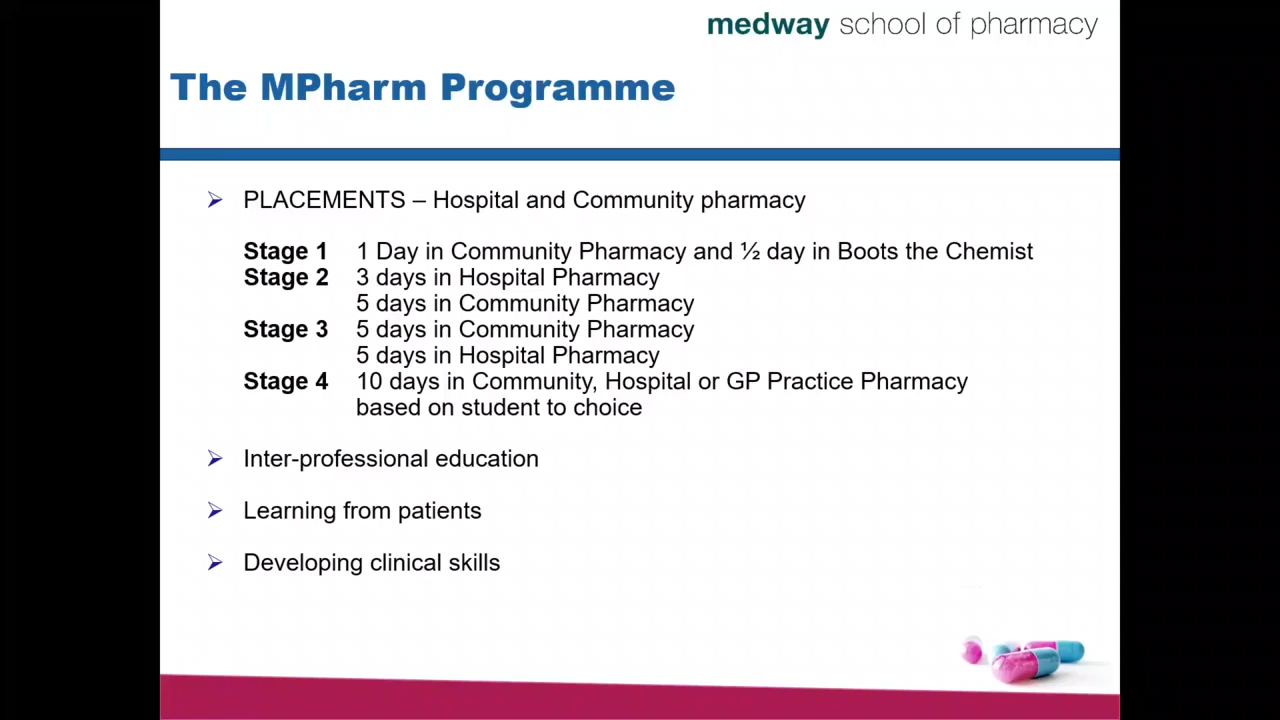 medway school of pharmacy
The MPharm Programme
PLACEMENTS – Hospital and Community pharmacy
Stage 1 1 Day in Community Pharmacy and ½ day in Boots the Chemist
Stage 2 3 days in Hospital Pharmacy
5 days in Community Pharmacy
Stage 3 5 days in Community Pharmacy
5 days in Hospital Pharmacy
Stage 4 10 days in Community, Hospital or GP Practice Pharmacy
based on student to choice
Inter-professional education
Learning from patients
Developing clinical skills